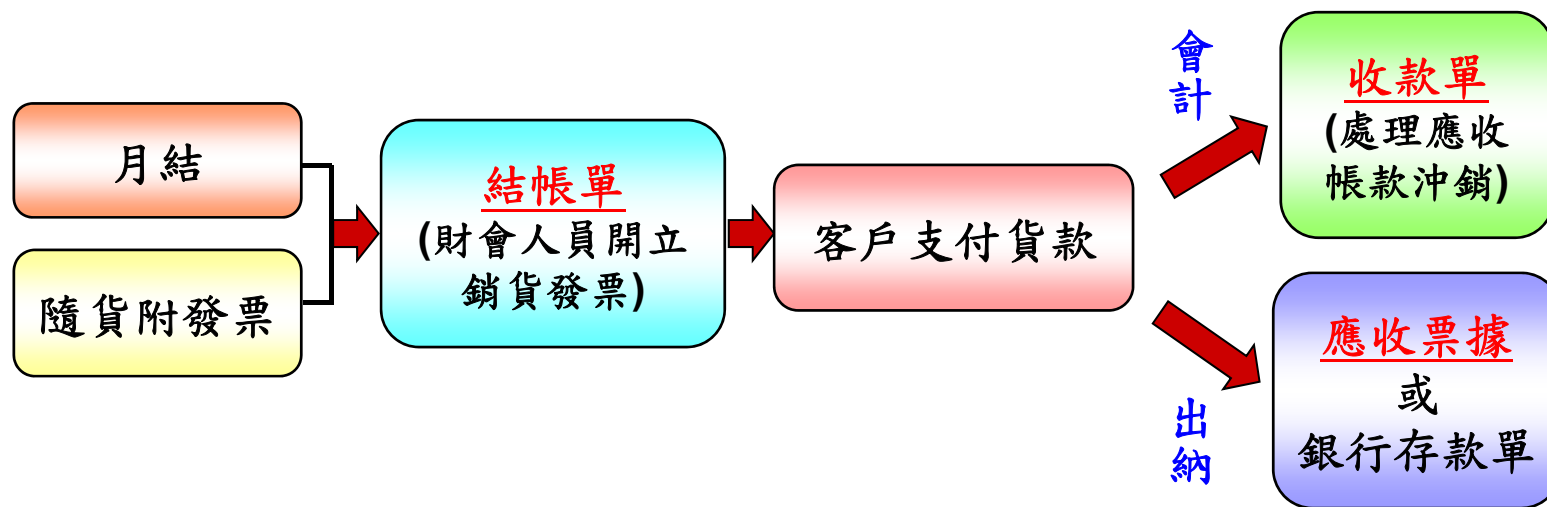 月結
隨貨附發票
結帳單
(財會人員開立
銷貨發票)
客戶支付貨款
會
計
收款單
(處理應收
帳款沖銷)
出
納
應收票據
或
銀行存款單